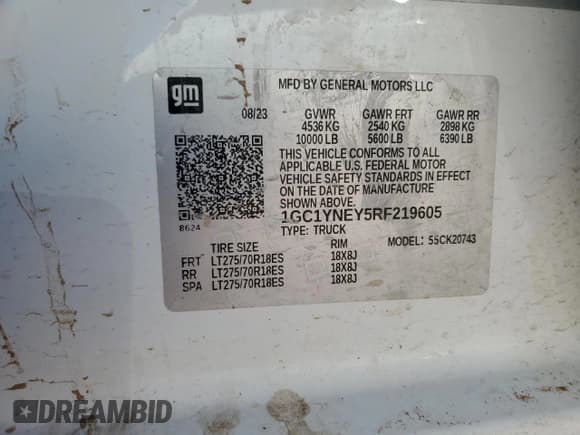 gm
MFD BY GENERAL MOTORS LLC
08/23 GVWR GAWR FRT GAWR RR
4536 KG 2540 KG 2898 KG
10000 LB 5600 LB 6390 LB
THIS VEHICLE CONFORMS TO ALL
APPLICABLE U.S. FEDERAL MOTOR
VEHICLE SAFETY STANDARDS IN EFFECT
ON THE DATE OF MANUFACTURE
SHOWN ABOVE.
8624
1GC1YNEY5RF219605
TYPE: TRUCK MODEL: 5SCK20743
TIRE SIZE RIM
FRT LT275/70R18ES 18X8J
RR LT275/70R18ES 18X8J
SPA LT275/70R18ES 18X8J
DREAMBID